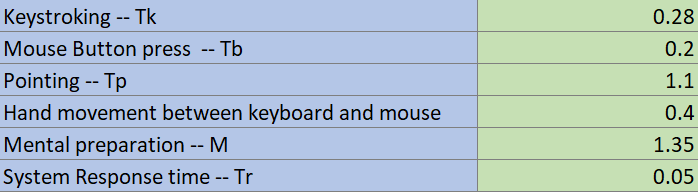 Keystroking -- Tk 0.28
Mouse Button press -- Tb 0.2
Pointing -- Tp 1.1
Hand movement between keyboard and mouse 0.4
Mental preparation -- M 1.35
System Response time -- Tr 0.05